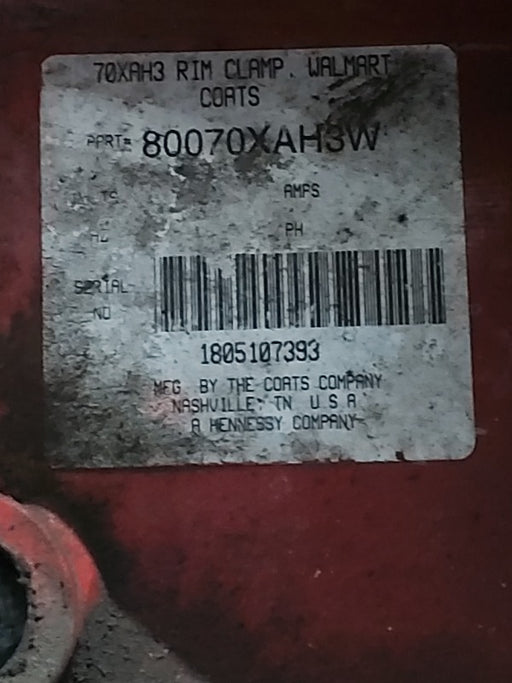 70XAH3 RIM CLAMP. WALMART
COATS
PART# 80070XAH3W
AMPS
PH
SERIAL
NO
1805107393
MFG BY THE COATS COMPANY
NASHVILLE, TN U.S.A.
A HENNESSY COMPANY